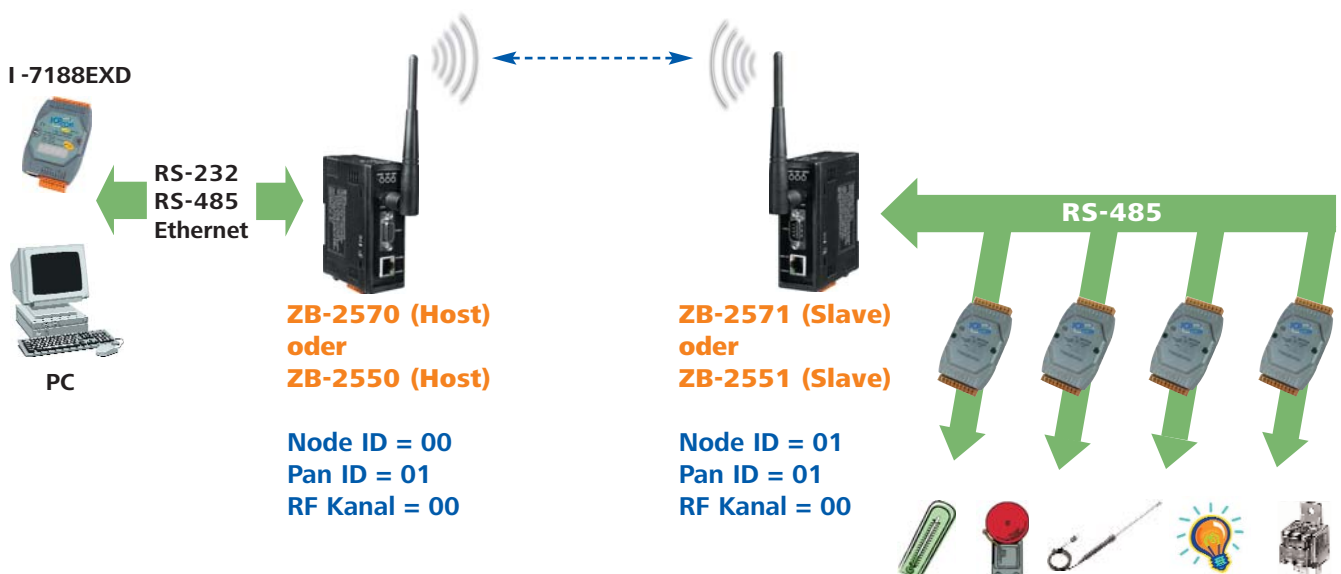 I -7188EXD
RS-232
RS-485
Ethernet
PC
ZB-2570 (Host)
oder
ZB-2550 (Host)
Node ID = 00
Pan ID = 01
RF Kanal = 00
ZB-2571 (Slave)
oder
ZB-2551 (Slave)
Node ID = 01
Pan ID = 01
RF Kanal = 00
RS-485